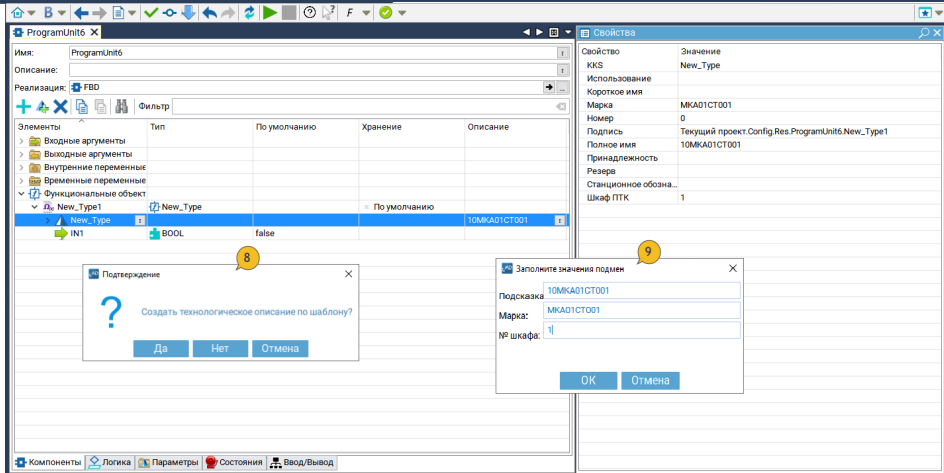 B F
ProgramUnit6
Имя: ProgramUnit6
Описание:
Реализация: FBD
Фильтр
Элементы Тип По умолчанию Хранение Описание
Входные аргументы
Выходные аргументы
Внутренние переменные
Временные переменные
Функциональные объект
New_Type1 New_Type По умолчанию
New_Type 10MKA01CT001
IN1 BOOL false
8
Подтверждение
Создать технологическое описание по шаблону?
Да Нет Отмена
9
Заполните значения подмен
Подсказка 10MKA01CT001
Марка: MKA01CT001
№ шкафа: 1
ОК Отмена
Компоненты Логика Параметры Состояния Ввод/Вывод
Свойства
Свойство Значение
KKS New_Type
Использование
Короткое имя
Марка MKA01CT001
Номер 0
Подпись Текущий проект.Config.Res.ProgramUnit6.New_Type1
Полное имя 10MKA01CT001
Принадлежность
Резерв
Станционное обозна...
Шкаф ПТК 1